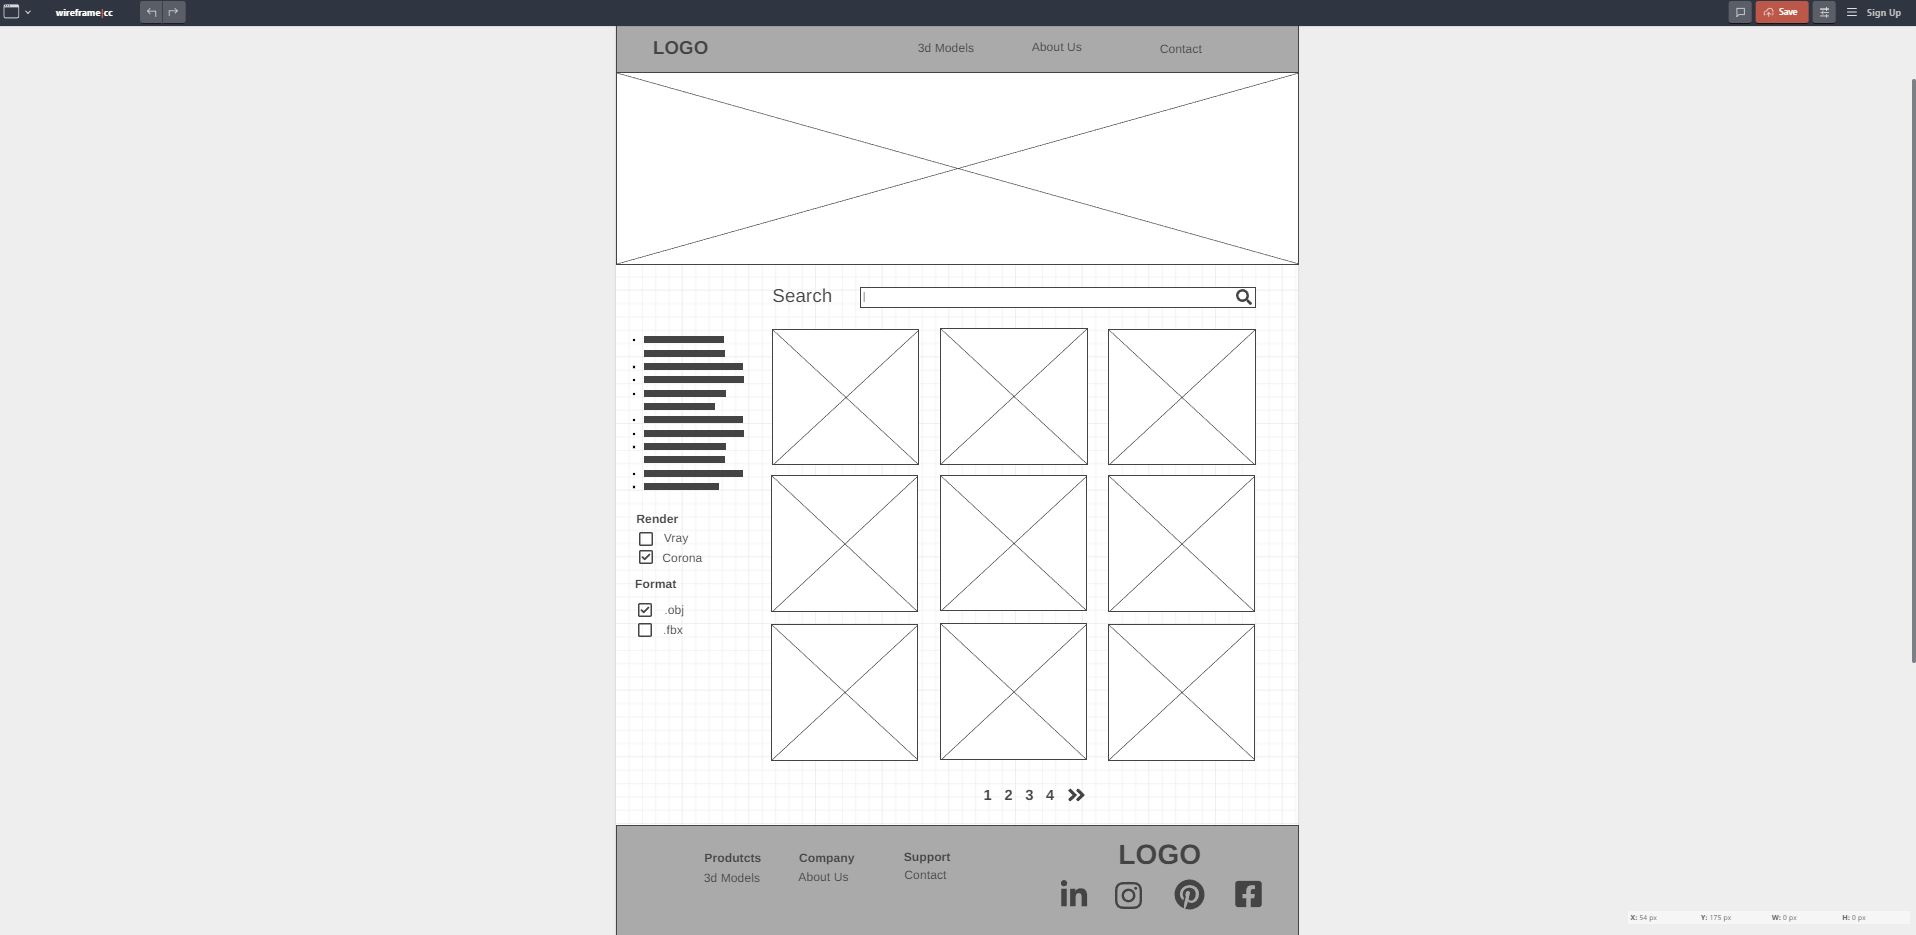 wireframe|cc
Save
Sign Up
LOGO
3d Models
About Us
Contact
Search
Render
Vray
Corona
Format
.obj
.fbx
1 2 3 4
Produtcts
3d Models
Company
About Us
Support
Contact
LOGO
in
X: 54 px Y: 175 px W: 0 px H: 0 px